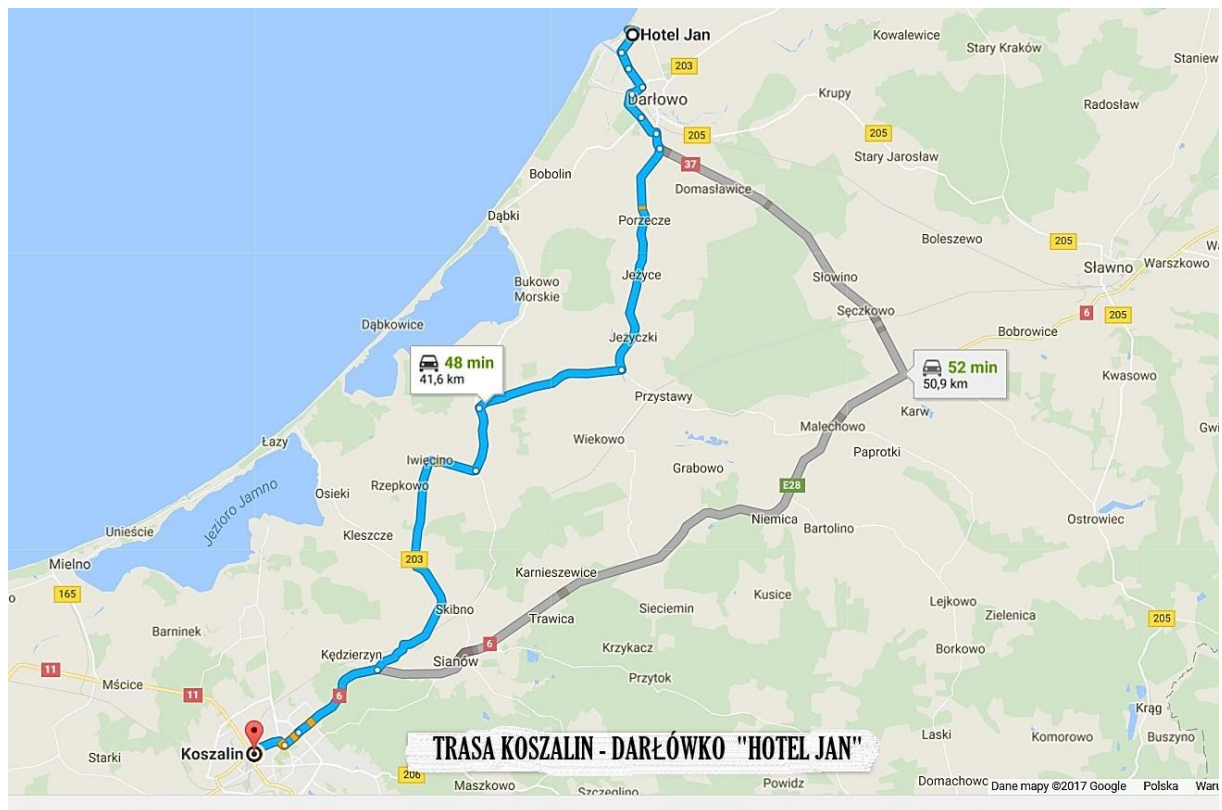 Hotel Jan
Kowalewice
Stary Kraków
Staniew
203
Darłowo
Krupy
Radosław
205
205
37
Stary Jarosław
Bobolin
Domasławice
Dąbki
Porzecze
Boleszewo
205
Sławno
Warszkowo
Jeżyce
Słowino
Bukowo
Morskie
Sęczkowo
6
205
Dąbkowice
Jeżyczki
Bobrowice
48 min
41,6 km
52 min
50,9 km
Kwasowo
Przystawy
Karw
Malechowo
Gwi
Łazy
Wiekowo
Paprotki
Iwięcino
Grabowo
Rzepkowo
Osieki
E28
Jezioro Jamno
Unieście
Kleszcze
Niemica
Bartolino
Ostrowiec
Mielno
203
Karnieszewice
165
Skibno
Sieciemin
Kusice
Lejkowo
Zielenica
Trawica
205
Barninek
6
Krzykacz
Borkowo
Kędzierzyn
Sianów
11
Mścice
11
6
Przytok
Krąg
Koszalin
Starki
TRASA KOSZALIN - DARŁÓWKO "HOTEL JAN"
Laski
Komorowo
Buszyno
206
Maszkowo
Szczeglino
Powidz
Domachowo
Dane mapy ©2017 Google
Polska
Waru